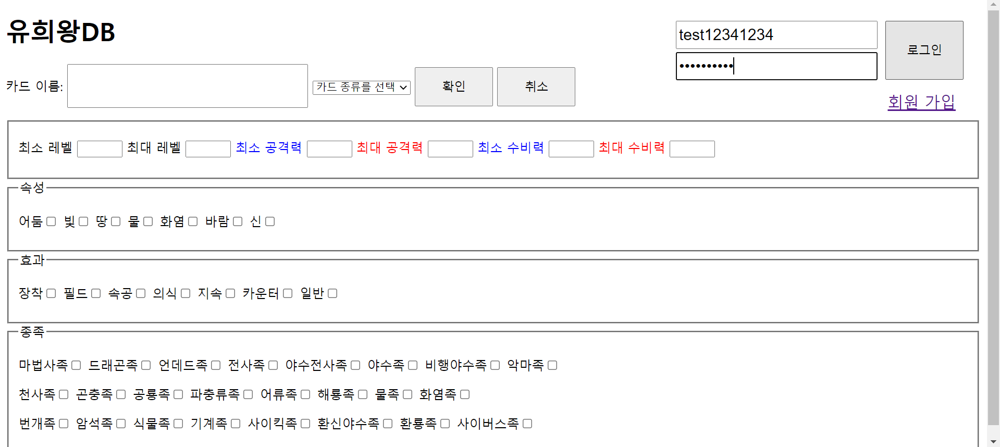 유희왕DB
test12341234
••••••••••
로그인
회원 가입
카드 이름: 카드 종류를 선택 확인 취소
최소 레벨 최대 레벨 최소 공격력 최대 공격력 최소 수비력 최대 수비력
속성
어둠 빛 땅 물 화염 바람 신
효과
장착 필드 속공 의식 지속 카운터 일반
종족
마법사족 드래곤족 언데드족 전사족 야수전사족 야수족 비행야수족 악마족
천사족 곤충족 공룡족 파충류족 어류족 해룡족 물족 화염족
번개족 암석족 식물족 기계족 사이킥족 환신야수족 환룡족 사이버스족